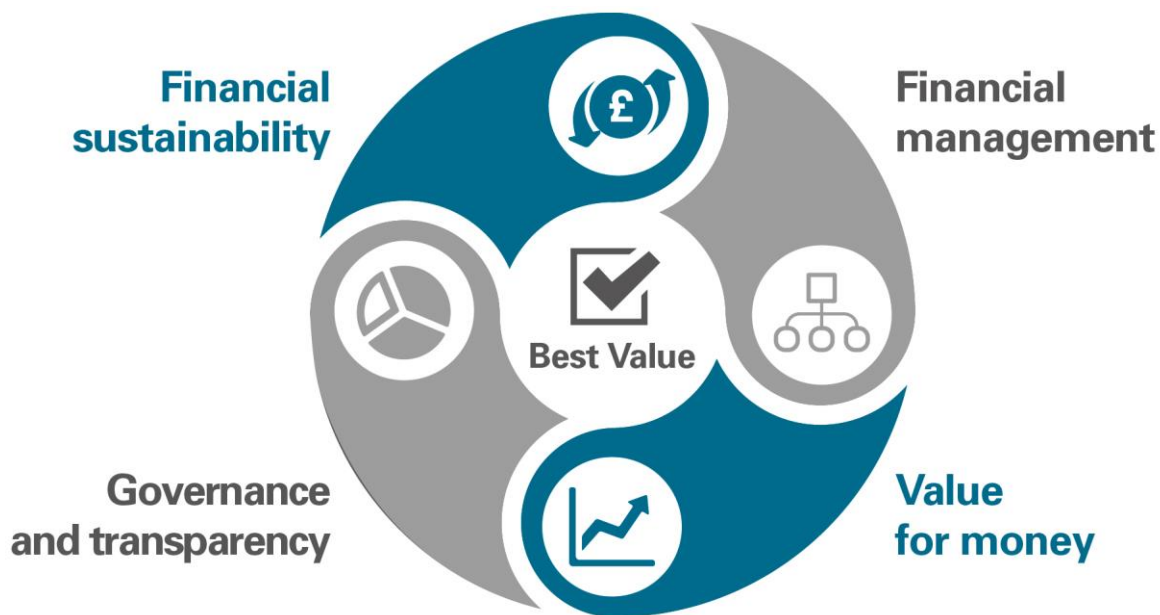 Financial
sustainability
£
Financial
management
Best Value
Governance
and transparency
Value
for money